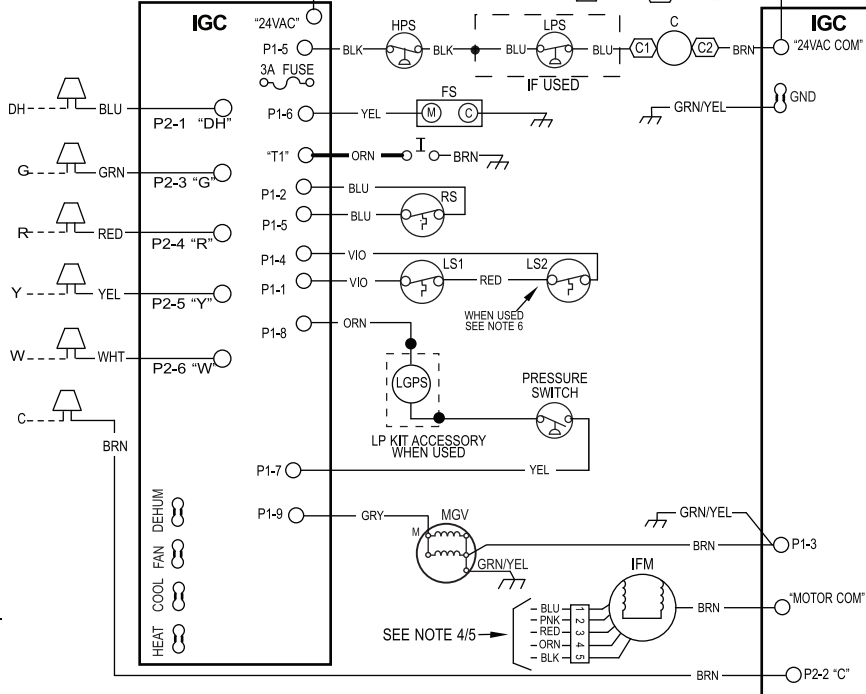 IGC
"24VAC"
IGC
P1-5
BLK
HPS
BLK
BLU
LPS
BLU
C1
C
C2
BRN
"24VAC COM"
IF USED
3A FUSE
P1-6
YEL
FS
M
C
GRN/YEL
GND
DH
BLU
P2-1 "DH"
"T1"
ORN
I
BRN
G
GRN
P2-3 "G"
P1-2
BLU
RS
P1-5
BLU
R
RED
P2-4 "R"
P1-4
VIO
P1-1
VIO
LS1
RED
LS2
WHEN USED
SEE NOTE 6
Y
YEL
P2-5 "Y"
P1-8
ORN
W
WHT
P2-6 "W"
LGPS
PRESSURE
SWITCH
C
BRN
LP KIT ACCESSORY
WHEN USED
P1-7
YEL
P1-9
GRY
MGV
M
GRN/YEL
GRN/YEL
BRN
P1-3
DEHUM
FAN
COOL
HEAT
IFM
BLU 1
PNK 2
RED 3
ORN 4
BLK 5
SEE NOTE 4/5
BRN
"MOTOR COM"
BRN
P2-2 "C"